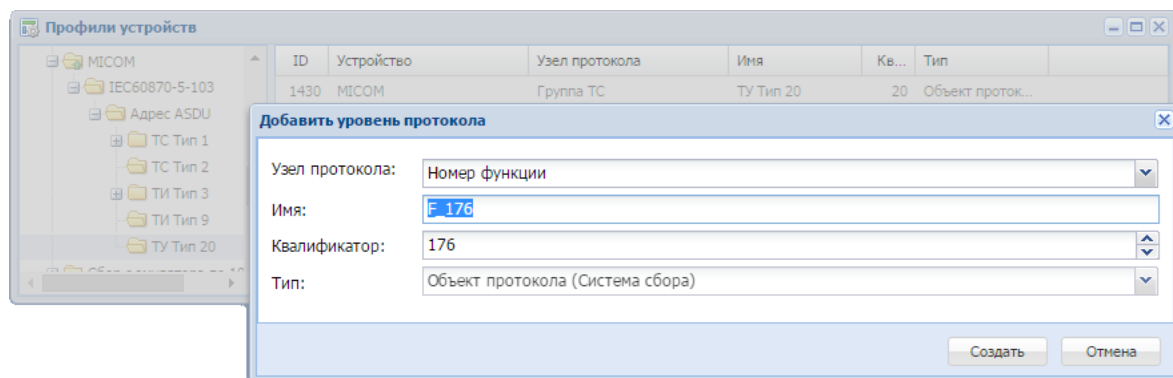 Профили устройств
MICOM
ID Устройство Узел протокола Имя Кв... Тип
IEC60870-5-103
1430 MICOM Группа ТС ТУ Тип 20 20 Объект проток...
Адрес ASDU
Добавить уровень протокола
ТС Тип 1
Узел протокола: Номер функции
ТС Тип 2
ТИ Тип 3
Имя: F_176
ТИ Тип 9
Квалификатор: 176
ТУ Тип 20
Тип: Объект протокола (Система сбора)
Создать Отмена